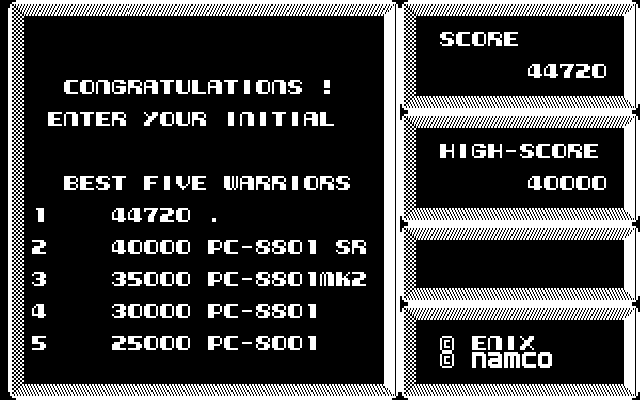 CONGRATULATIONS !
ENTER YOUR INITIAL
BEST FIVE WARRIORS
1 44720 .
2 40000 PC-8801 SR
3 35000 PC-8801mk2
4 30000 PC-8801
5 25000 PC-8001
SCORE
44720
HIGH-SCORE
40000
© ENIX
© namco